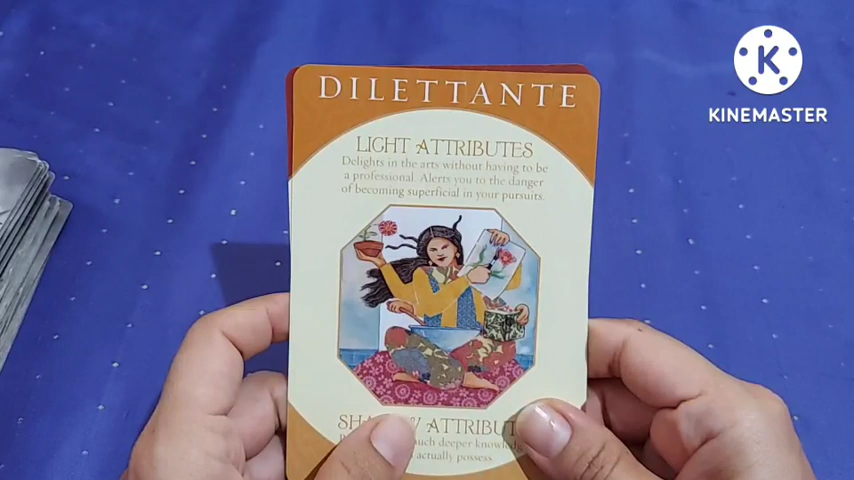 DILETTANTE
LIGHT ATTRIBUTES
Delights in the arts without having to be
a professional. Alerts you to the danger
of becoming superficial in your pursuits.
ATTRIBUT
much deeper knowledge
actually possess.
K
KINEMASTER